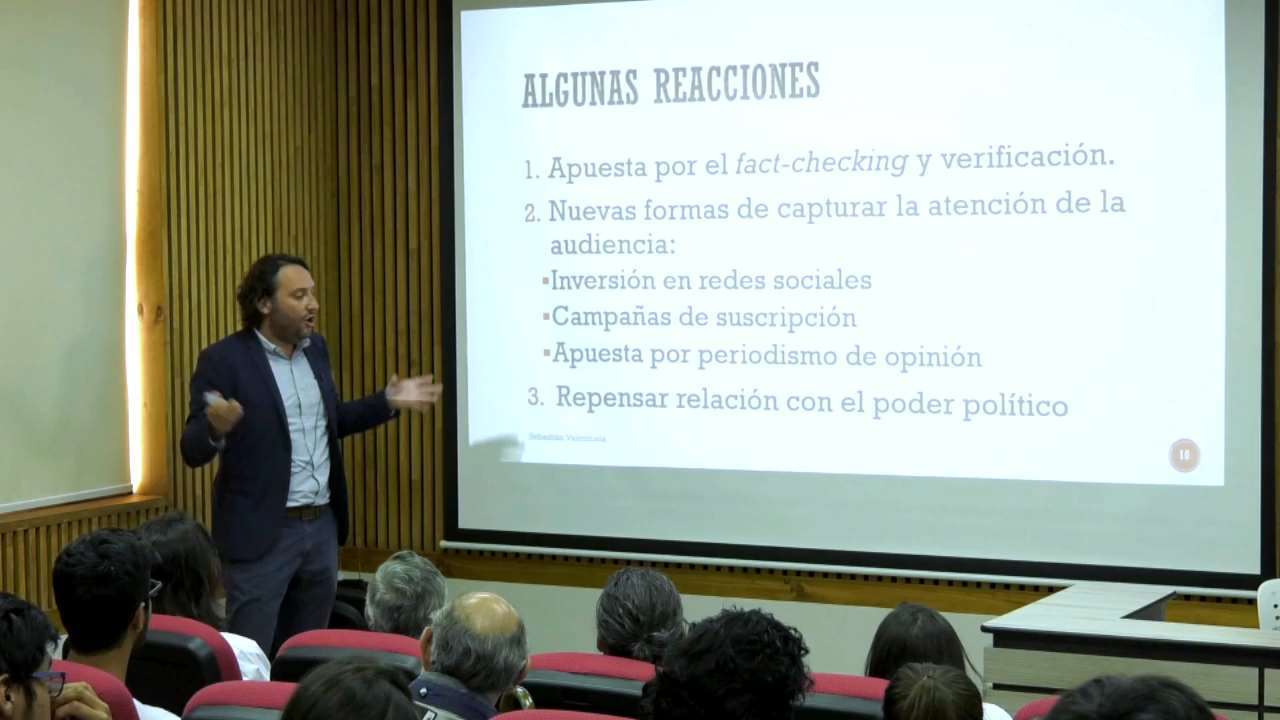 ALGUNAS REACCIONES
1. Apuesta por el fact-checking y verificación.
2. Nuevas formas de capturar la atención de la
audiencia:
▪Inversión en redes sociales
▪Campañas de suscripción
▪Apuesta por periodismo de opinión
3. Repensar relación con el poder político
Sebastián Valenzuela
10